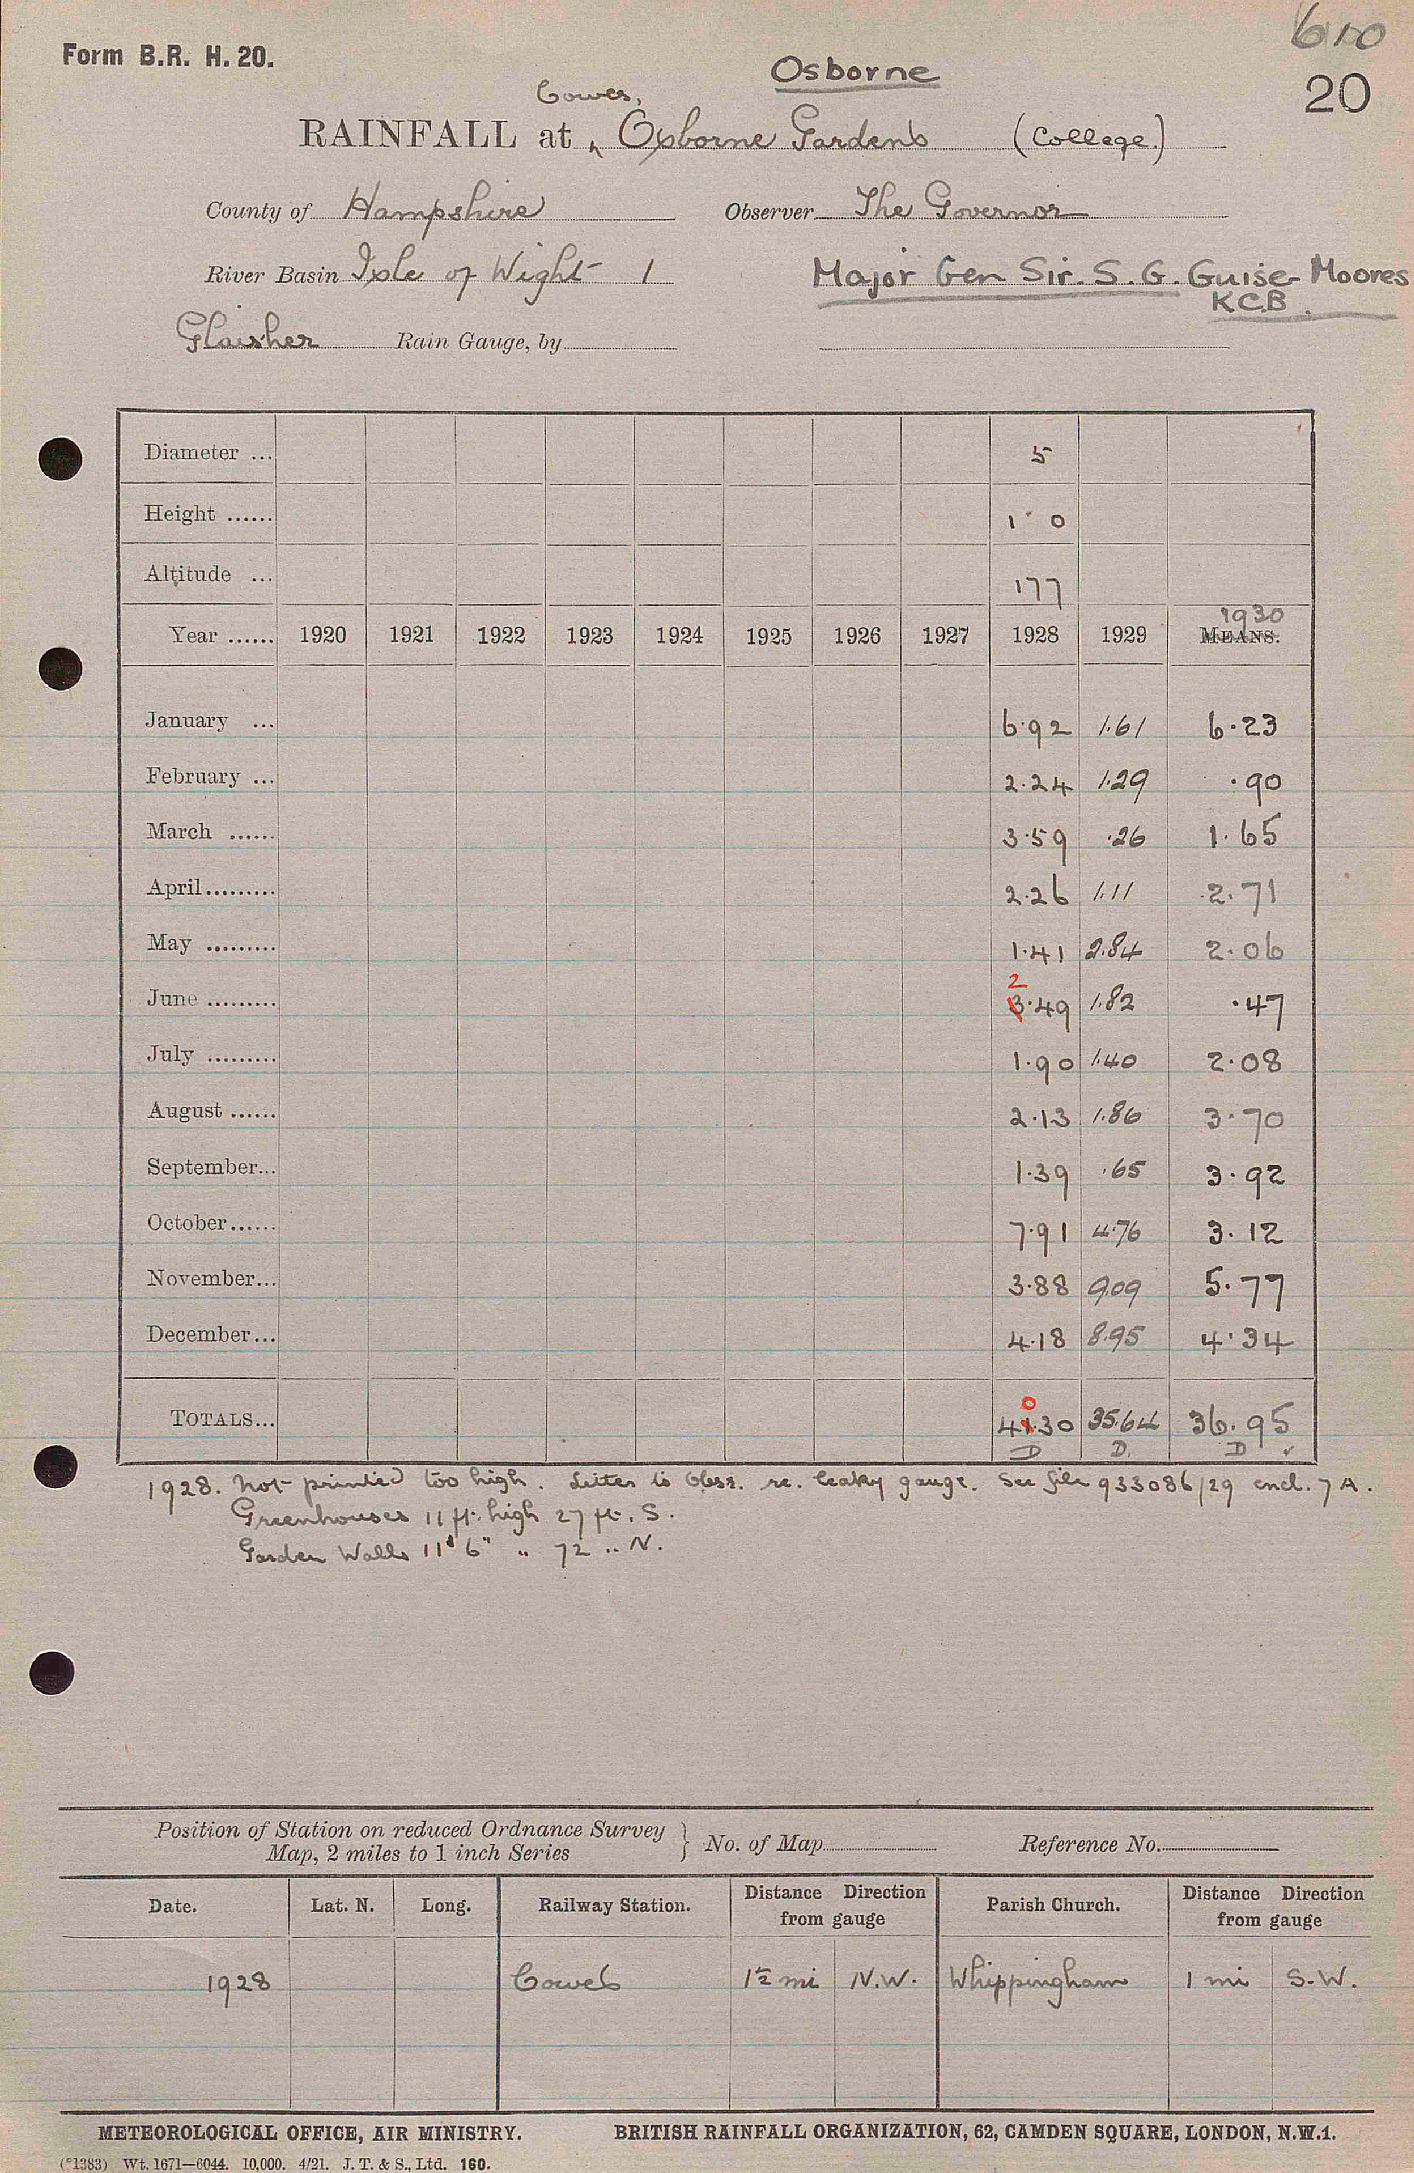 610
Form B.R. H. 20.
Osborne
20
Cowes,
RAINFALL at Osborne Gardens (College.)
County of Hampshire Observer The Governor
River Basin Isle of Wight 1 Major Gen Sir. S. G. Guise-Moores
K.C.B.
Glaisher Rain Gauge, by
Diameter ... 5
Height ...... 1' 0
Altitude ... 177
1930
Year ...... 1920 1921 1922 1923 1924 1925 1926 1927 1928 1929 MEANS.
January ... 6.92 1.61 6.23
February ... 2.24 1.29 .90
March ...... 3.59 .26 1.65
April......... 2.26 1.11 2.71
May ......... 1.41 2.84 2.06
2
June ......... 3.49 1.82 .47
July ......... 1.90 1.40 2.08
August ...... 2.13 1.86 3.70
September... 1.39 .65 3.92
October...... 7.91 4.76 3.12
November... 3.88 9.09 5.77
December... 4.18 8.95 4.34
0
TOTALS... 41.30 35.64 36.95
D D. D ✓
1928. Not printed too high. Letter to Obsr. re. leaky gauge. See file 933086/29 encl. 7A.
Greenhouses 11 ft. high 27 ft. S.
Garden Walls 11' 6" " 72 " N.
Position of Station on reduced Ordnance Survey } No. of Map Reference No.
Map, 2 miles to 1 inch Series
Date. Lat. N. Long. Railway Station. Distance Direction Parish Church. Distance Direction
from gauge from gauge
1928 Cowes 1½ mi N.W. Whippingham 1 mi S.W.
METEOROLOGICAL OFFICE, AIR MINISTRY. BRITISH RAINFALL ORGANIZATION, 62, CAMDEN SQUARE, LONDON, N.W.1.
(*1383) Wt. 1671—6044. 10,000. 4/21. J. T. & S., Ltd. 160.